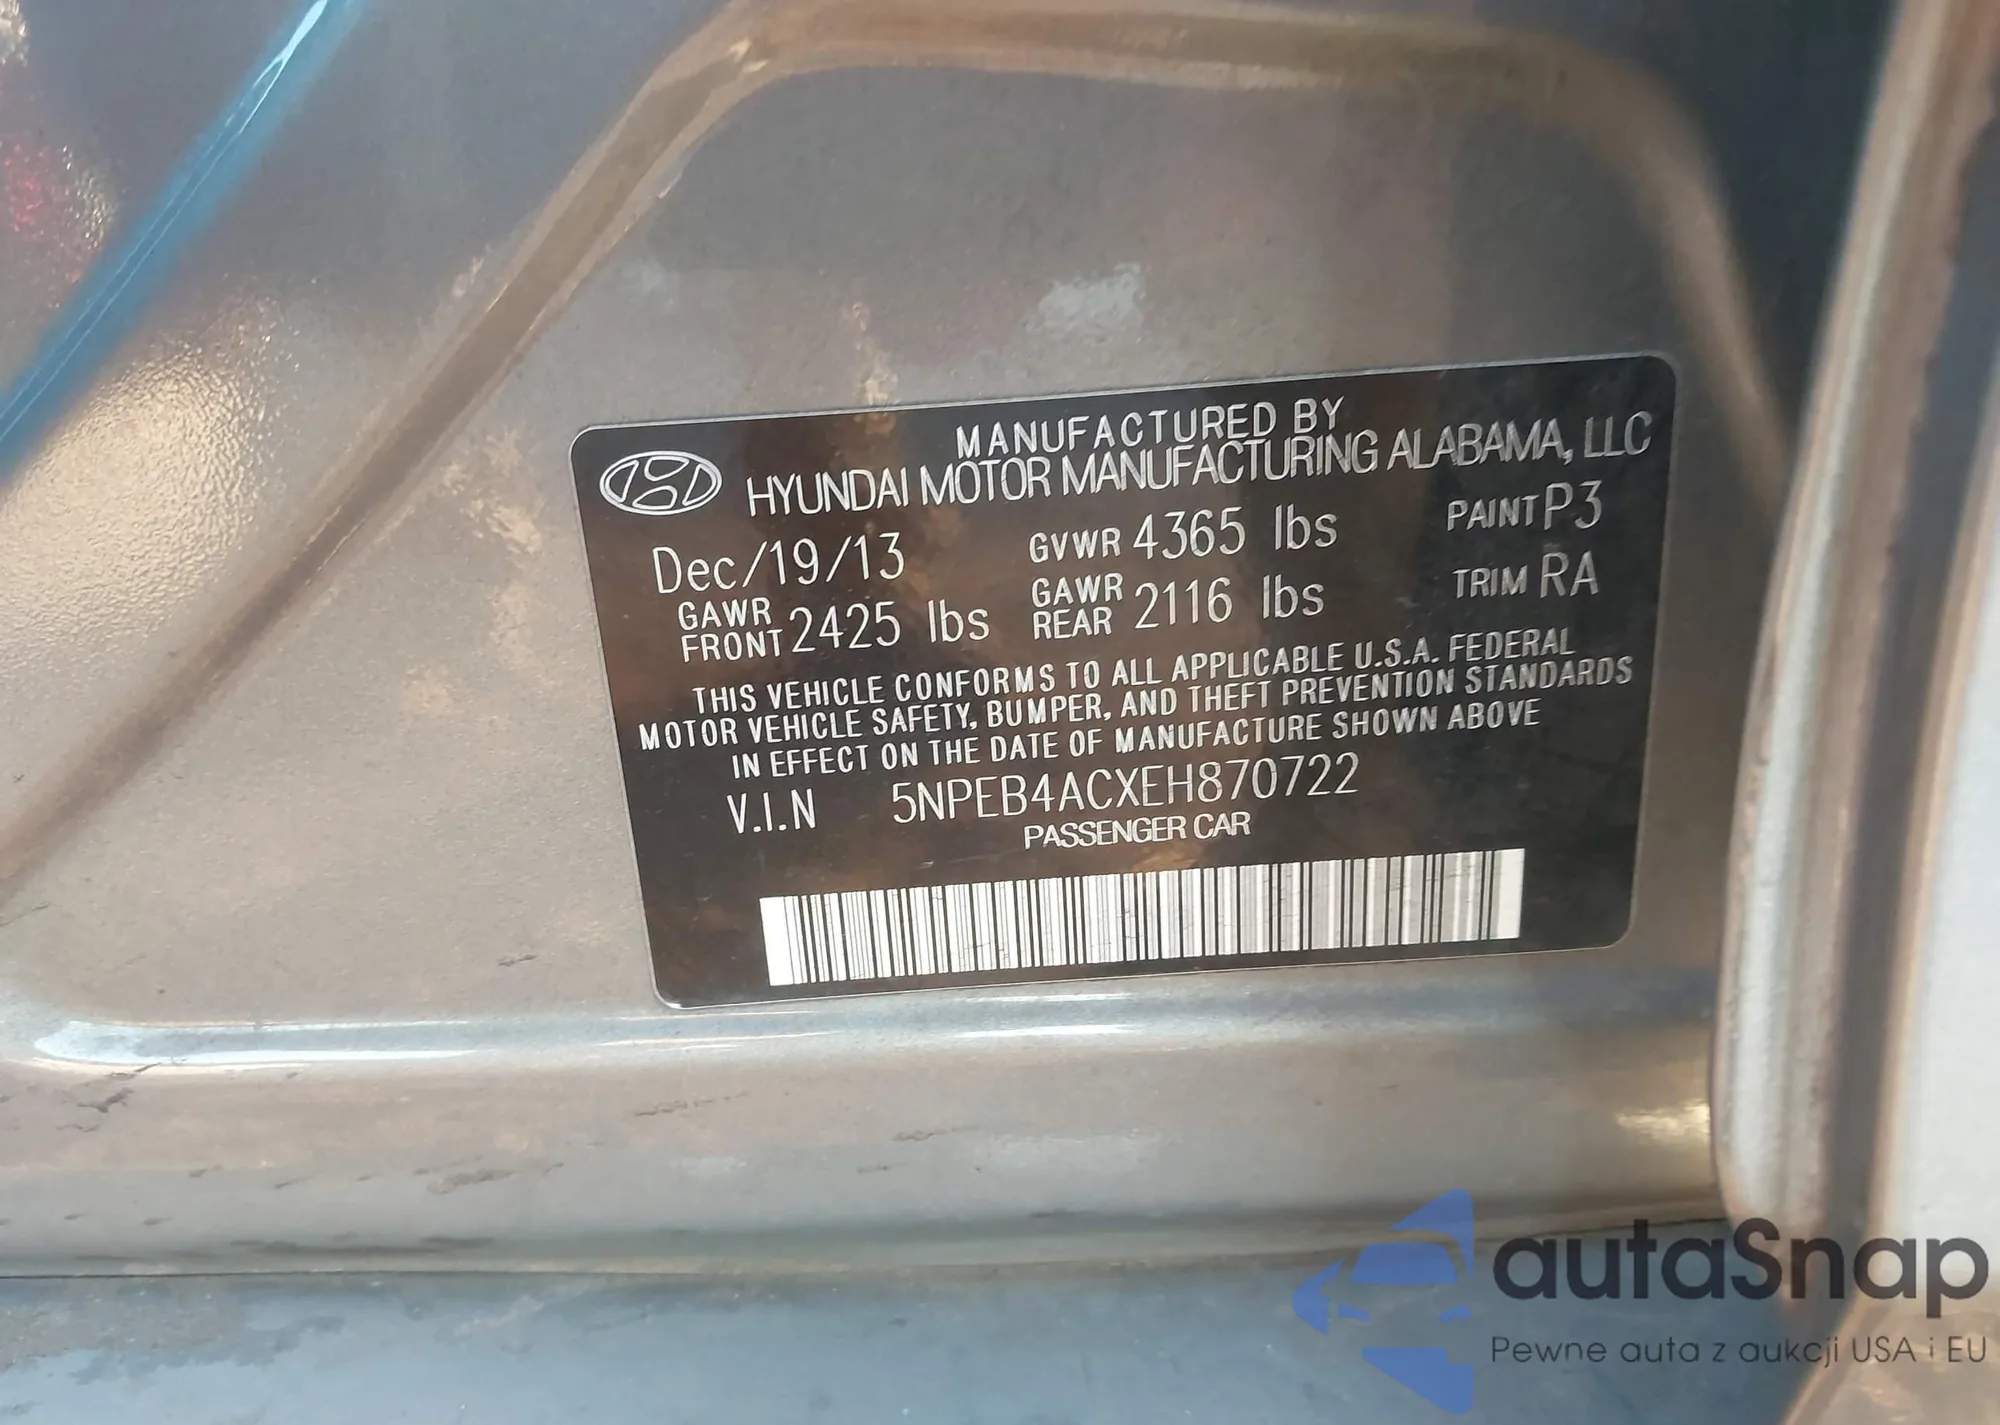 MANUFACTURED BY
HYUNDAI MOTOR MANUFACTURING ALABAMA, LLC
Dec/19/13 GVWR 4365 lbs PAINT P3
GAWR FRONT 2425 lbs GAWR REAR 2116 lbs TRIM RA
THIS VEHICLE CONFORMS TO ALL APPLICABLE U.S.A. FEDERAL
MOTOR VEHICLE SAFETY, BUMPER, AND THEFT PREVENTION STANDARDS
IN EFFECT ON THE DATE OF MANUFACTURE SHOWN ABOVE
V.I.N 5NPEB4ACXEH870722
PASSENGER CAR
autaSnap
Pewne auta z aukcji USA i EU